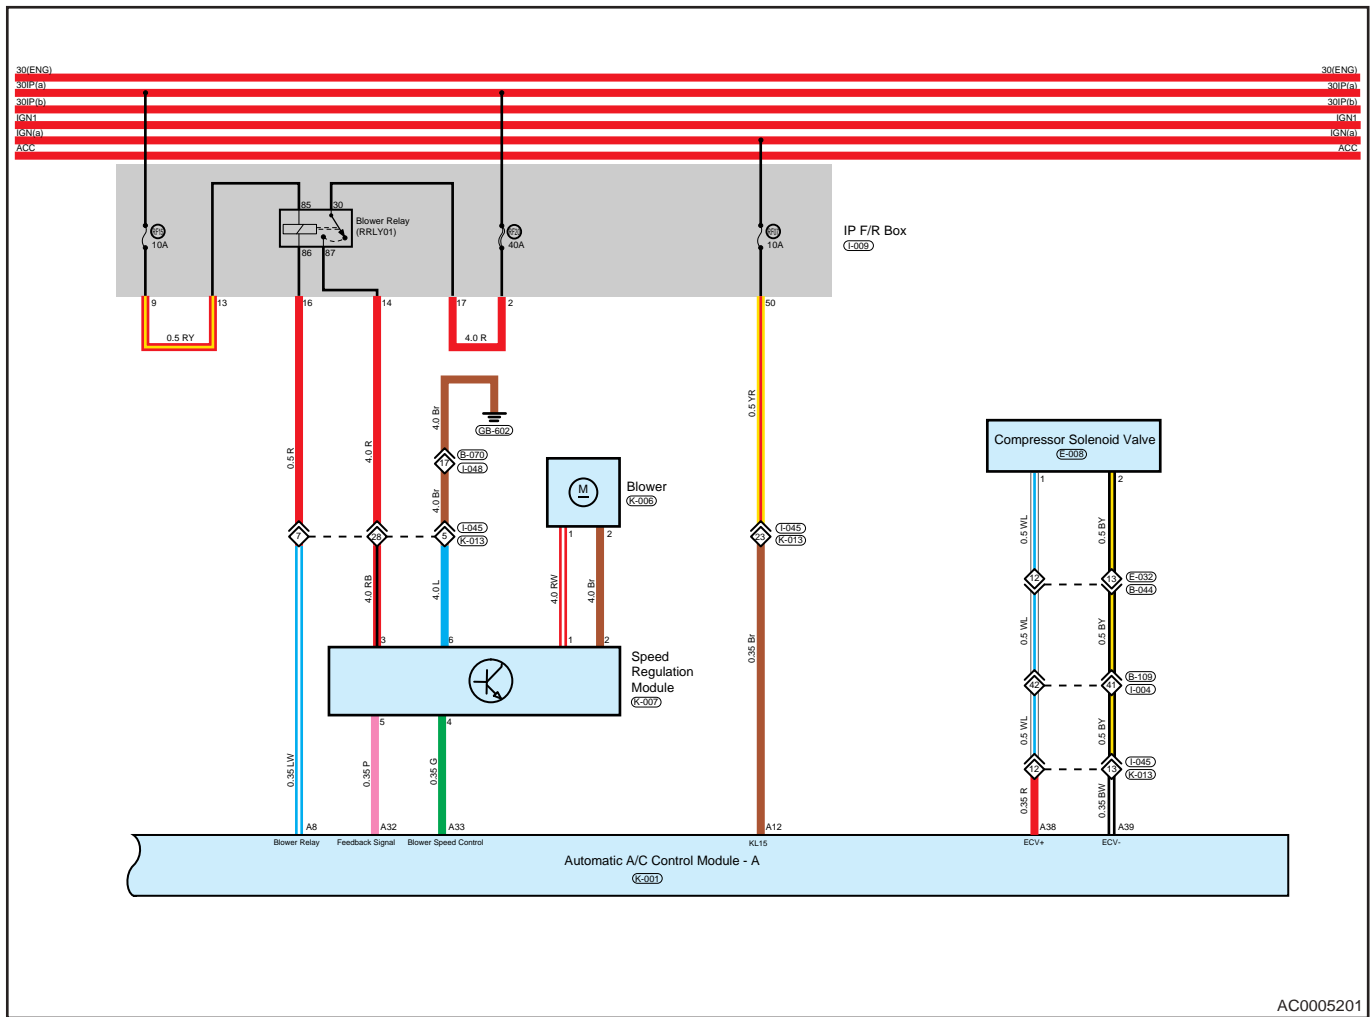 30(ENG) 30(ENG)
30IP(a) 30IP(a)
30IP(b) 30IP(b)
IGN1 IGN1
IGN(a) IGN(a)
ACC ACC
85 30
Blower Relay
(RRLY01)
10A
40A
10A
IP F/R Box
I-009
86 87
9 13 16 14 17 2 50
0.5 RY
4.0 R
0.5 R
4.0 R
4.0 Br
GB-602
0.5 YR
17
B-070
I-048
4.0 Br
Compressor Solenoid Valve
E-008
1 2
M
Blower
K-006
1 2
7
28
5
I-045
K-013
23
I-045
K-013
0.5 WL
0.5 BY
12
13
E-032
B-044
4.0 RB
4.0 L
4.0 RW
4.0 Br
0.35 Br
0.5 WL
0.5 BY
3 6 1 2
Speed
Regulation
Module
K-007
42
41
B-109
I-004
5 4
0.35 LW
0.35 P
0.35 G
0.5 WL
0.5 BY
12
13
I-045
K-013
0.35 R
0.35 BW
A8 A32 A33 A12 A38 A39
Blower Relay Feedback Signal Blower Speed Control KL15 ECV+ ECV-
Automatic A/C Control Module - A
K-001
AC0005201